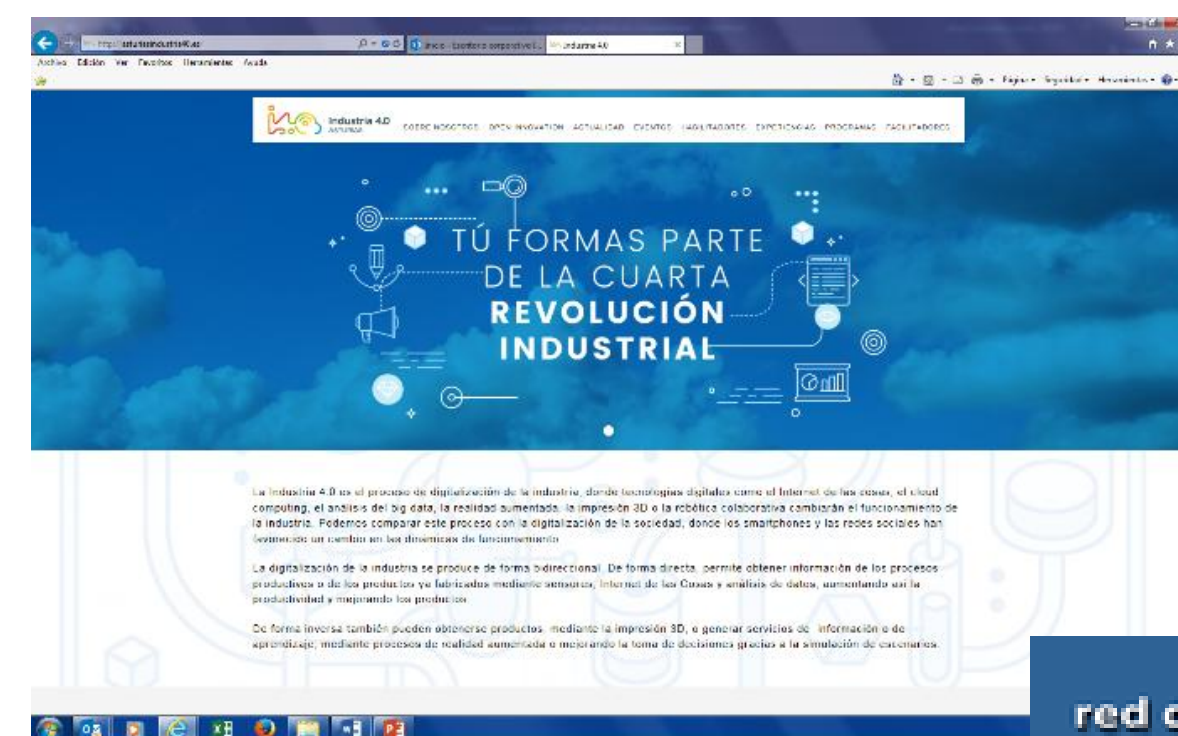 http://asturiasindustria40.es/
Industria 4.0
Archivo Edición Ver Favoritos Herramientas Ayuda
Página Seguridad Herramientas
Industria 4.0
ASTURIAS
SOBRE NOSOTROS OPEN INNOVATION ACTUALIDAD EVENTOS HABILITADORES EXPERIENCIAS PROGRAMAS FACILITADORES
TÚ FORMAS PARTE
DE LA CUARTA
REVOLUCIÓN
INDUSTRIAL
La Industria 4.0 es el proceso de digitalización de la industria, donde tecnologías digitales como el Internet de las cosas, el cloud
computing, el análisis del big data, la realidad aumentada, la impresión 3D o la robótica colaborativa cambiarán el funcionamiento de
la industria. Podemos comparar este proceso con la digitalización de la sociedad, donde los smartphones y las redes sociales han
favorecido un cambio en las dinámicas de funcionamiento.
La digitalización de la industria se produce de forma bidireccional. De forma directa, permite obtener información de los procesos
productivos o de los productos ya fabricados mediante sensores, Internet de las Cosas y análisis de datos, aumentando así la
productividad y mejorando los productos.
De forma inversa también pueden obtenerse productos mediante la impresión 3D, o generar servicios de información o de
aprendizaje, mediante procesos de realidad aumentada o mejorando la toma de decisiones gracias a la simulación de escenarios.
red